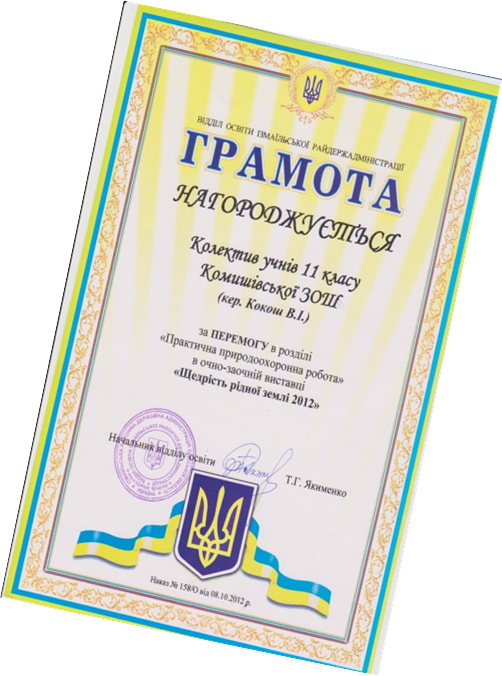 ВІДДІЛ ОСВІТИ ІЗМАЇЛЬСЬКОЇ РАЙДЕРЖАДМІНІСТРАЦІЇ
ГРАМОТА
НАГОРОДЖУЄТЬСЯ
Колектив учнів 11 класу
Комишівської ЗОШ
(кер. Кокош В.І.)
за ПЕРЕМОГУ в розділі
«Практична природоохоронна робота»
в очно-заочній виставці
«Щедрість рідної землі 2012»
Начальник відділу освіти Т.Г. Якименко
Наказ № 158/О від 08.10.2012 р.